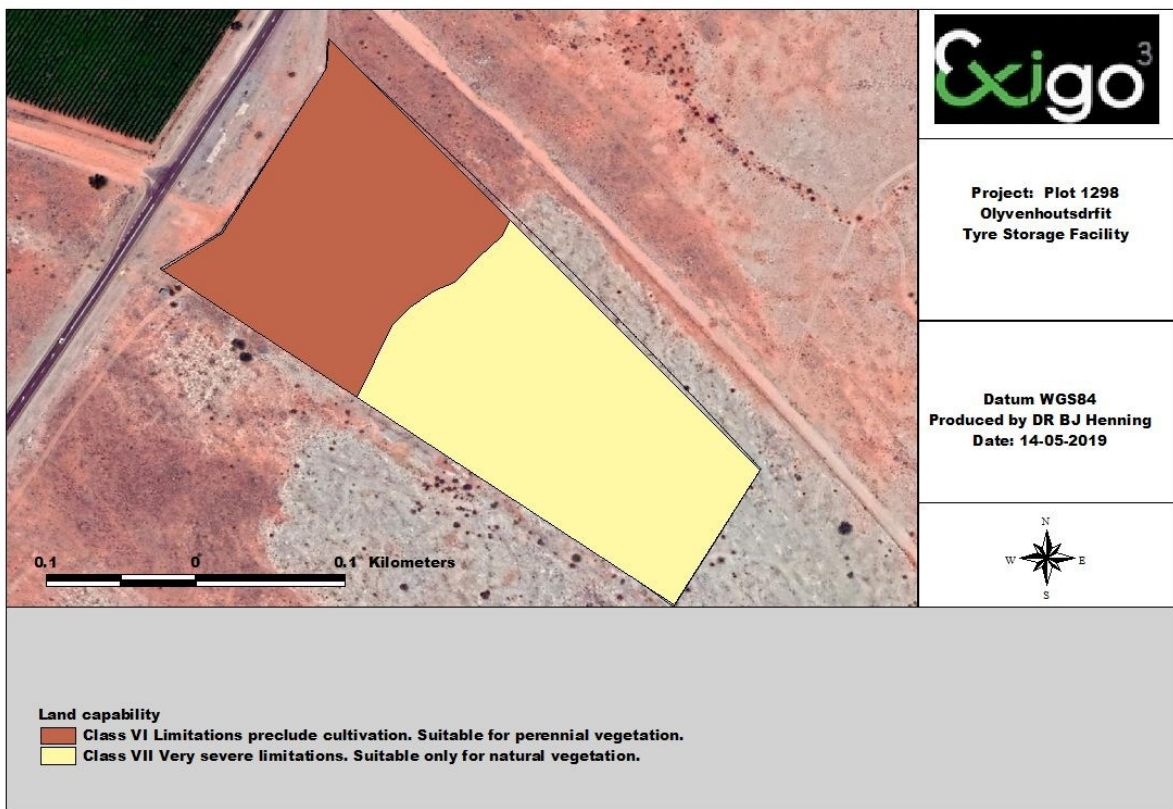 Exigo 3
Project: Plot 1298
Olyvenhoutsdrfit
Tyre Storage Facility
Datum WGS84
Produced by DR BJ Henning
Date: 14-05-2019
N
W E
S
0.1 0 0.1 Kilometers
Land capability
Class VI Limitations preclude cultivation. Suitable for perennial vegetation.
Class VII Very severe limitations. Suitable only for natural vegetation.